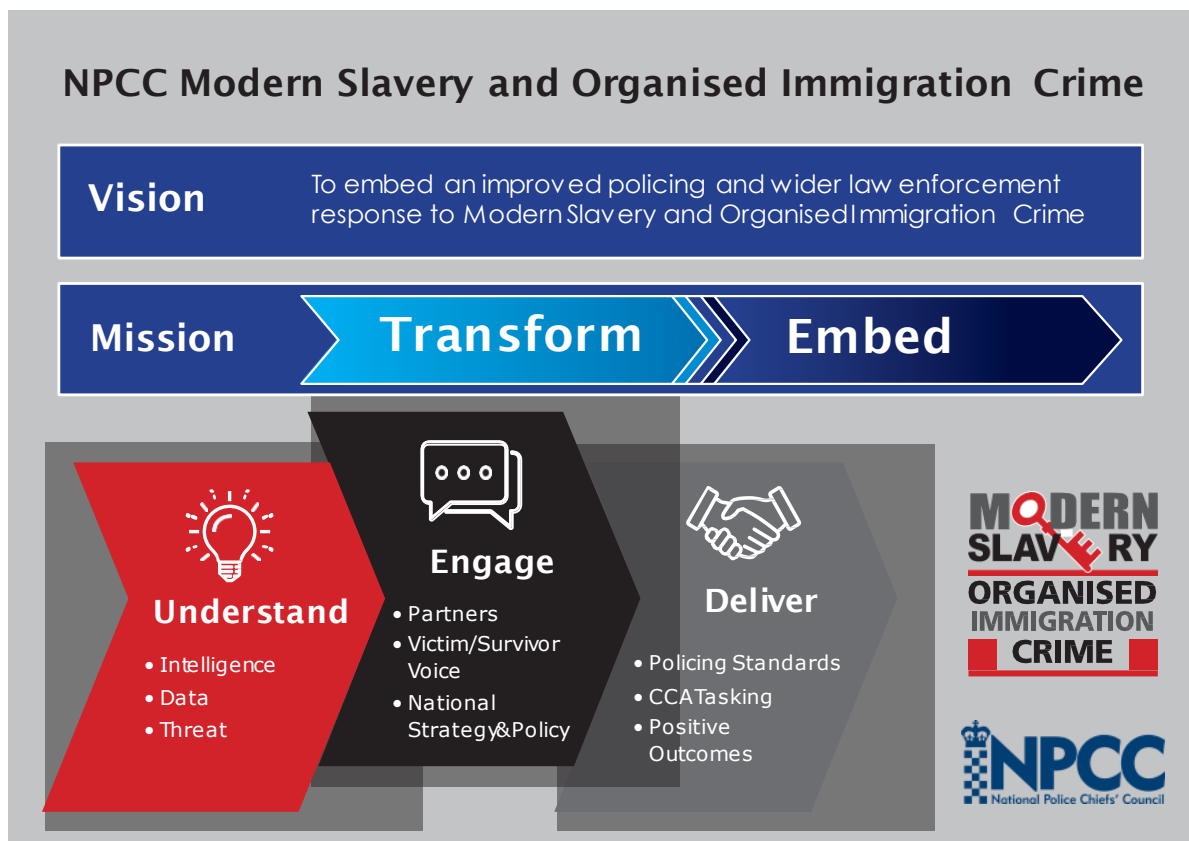 NPCC Modern Slavery and Organised Immigration Crime
Vision
To embed an improved policing and wider law enforcement
response to Modern Slavery and Organised Immigration Crime
Mission
Transform
Embed
Understand
• Intelligence
• Data
• Threat
Engage
• Partners
• Victim/Survivor
Voice
• National
Strategy&Policy
Deliver
• Policing Standards
• CCA Tasking
• Positive
Outcomes
MODERN
SLAVERY
ORGANISED
IMMIGRATION
CRIME
NPCC
National Police Chiefs' Council